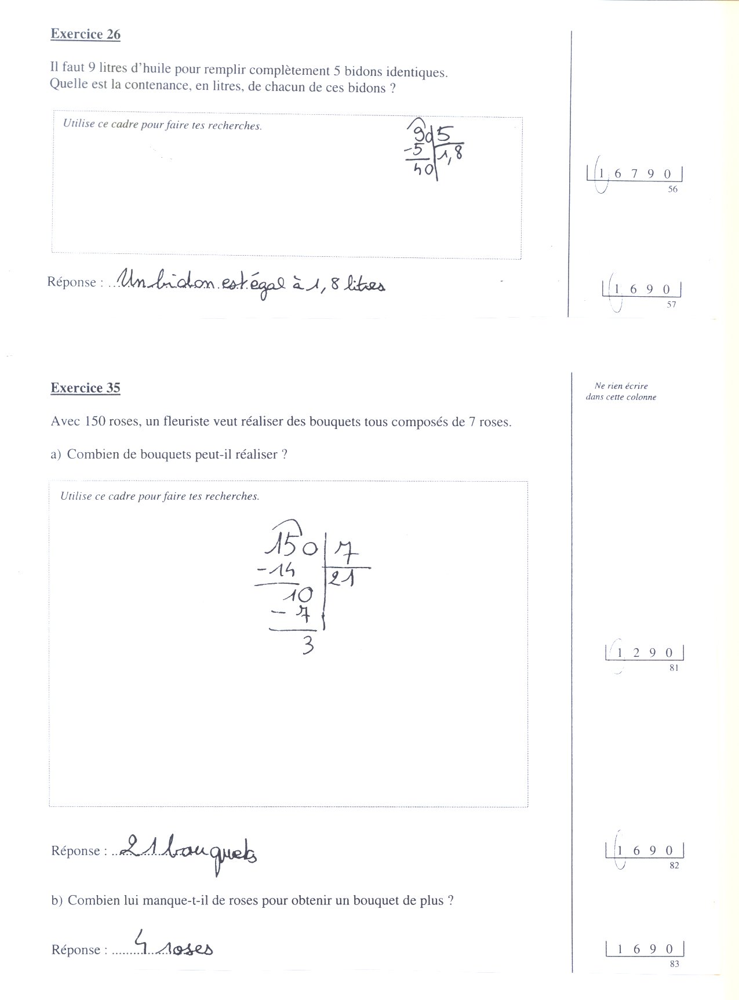 Exercice 26
Il faut 9 litres d'huile pour remplir complètement 5 bidons identiques.
Quelle est la contenance, en litres, de chacun de ces bidons ?
Utilise ce cadre pour faire tes recherches.
90 5
-5 1,8
40
1 6 7 9 0
56
Réponse : ... Un bidon est égal à 1,8 litres
1 6 9 0
57
Exercice 35
Ne rien écrire
dans cette colonne
Avec 150 roses, un fleuriste veut réaliser des bouquets tous composés de 7 roses.
a) Combien de bouquets peut-il réaliser ?
Utilise ce cadre pour faire tes recherches.
150 7
-14 21
10
- 7
3
1 2 9 0
81
Réponse : ... 21 bouquets
1 6 9 0
82
b) Combien lui manque-t-il de roses pour obtenir un bouquet de plus ?
Réponse : ... 4 roses
1 6 9 0
83